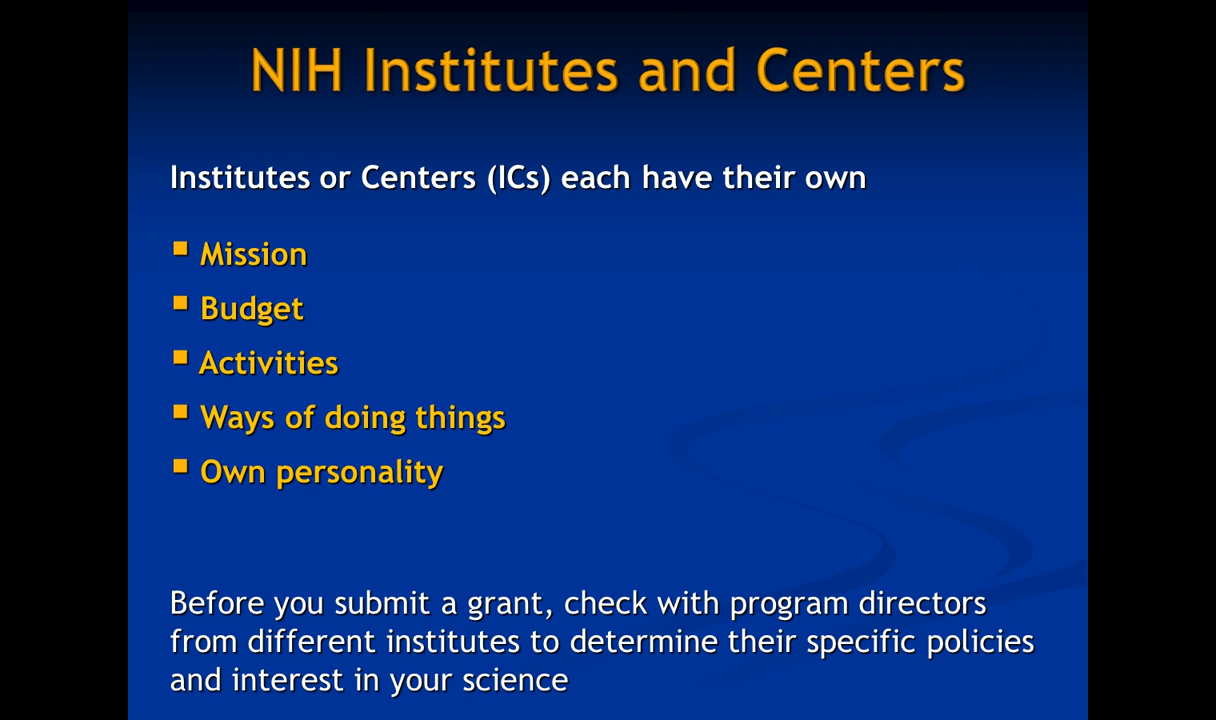 NIH Institutes and Centers
Institutes or Centers (ICs) each have their own
Mission
Budget
Activities
Ways of doing things
Own personality
Before you submit a grant, check with program directors
from different institutes to determine their specific policies
and interest in your science